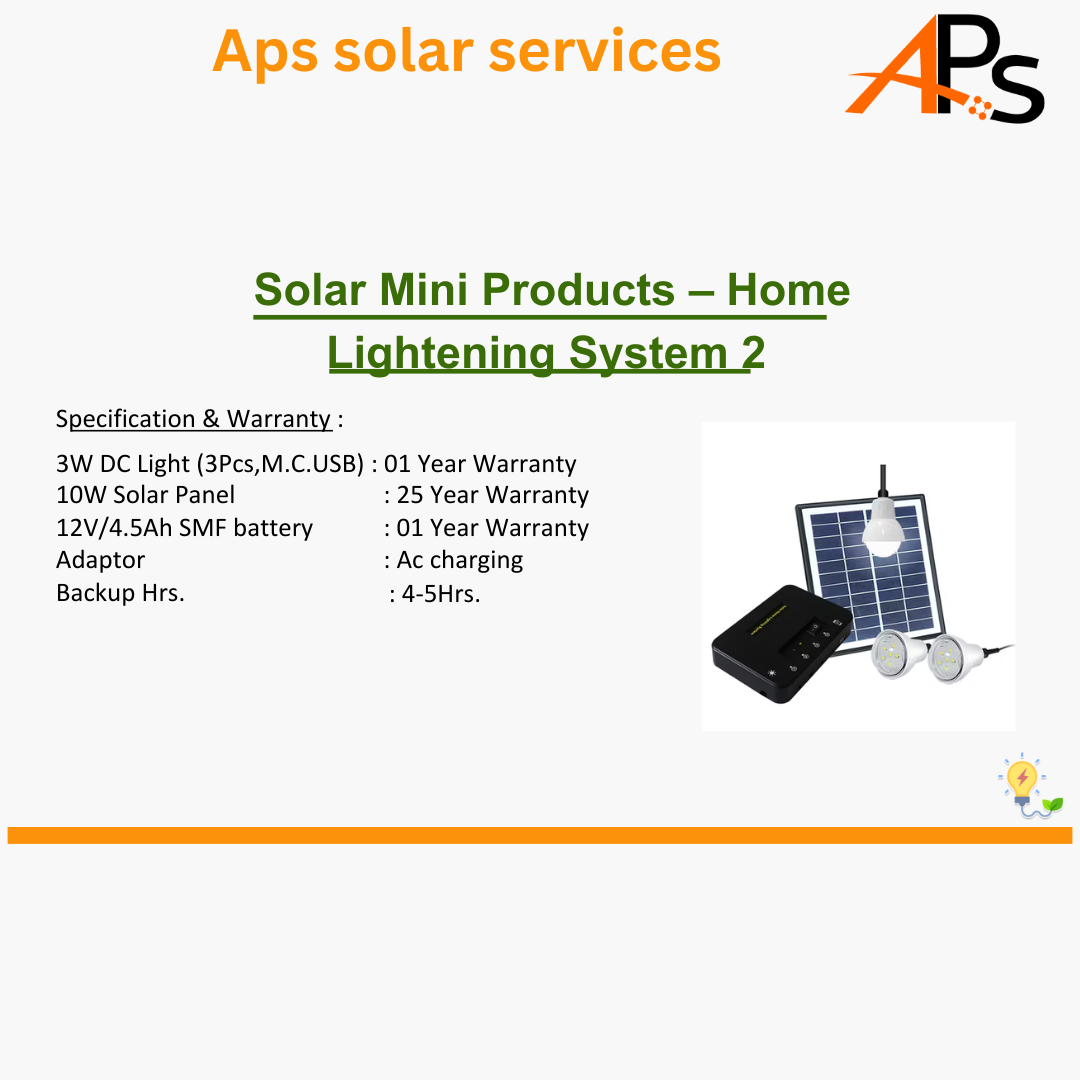 Aps solar services
APS
Solar Mini Products – Home
Lightening System 2
Specification & Warranty :
3W DC Light (3Pcs,M.C.USB) : 01 Year Warranty
10W Solar Panel : 25 Year Warranty
12V/4.5Ah SMF battery : 01 Year Warranty
Adaptor : Ac charging
Backup Hrs. : 4-5Hrs.